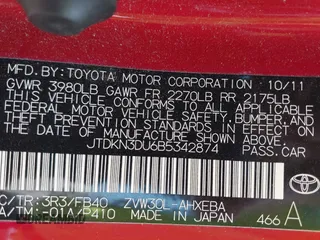 MFD.BY:TOYOTA MOTOR CORPORATION 10/11
GVWR 3980LB GAWR FR 2270LB RR 2175LB
THIS VEHICLE CONFORMS TO ALL APPLICABLE
FEDERAL MOTOR VEHICLE SAFETY, BUMPER,
AND THEFT PREVENTION STANDARDS IN EFFECT
ON THE DATE OF MANUFACTURE SHOWN ABOVE.
JTDKN3DU6B5342874
C/TR:3R3/FB40 ZVW30L-AHXEBA
A/TM:-01A/P410 MADE IN JAPAN
466 A